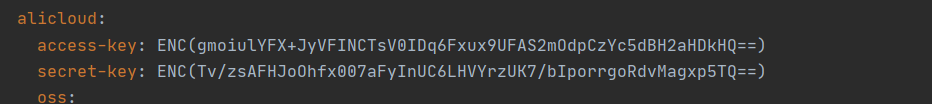 alicloud:
  access-key: ENC(gmoiulYFX+JyVFINCTsV0IDq6Fxux9UFAS2mOdpCzYc5dBH2aHDkHQ==)
  secret-key: ENC(Tv/zsAFHJoOhfx007aFyInUC6LHVYrzUK7/bIporrgoRdvMagxp5TQ==)
  oss: